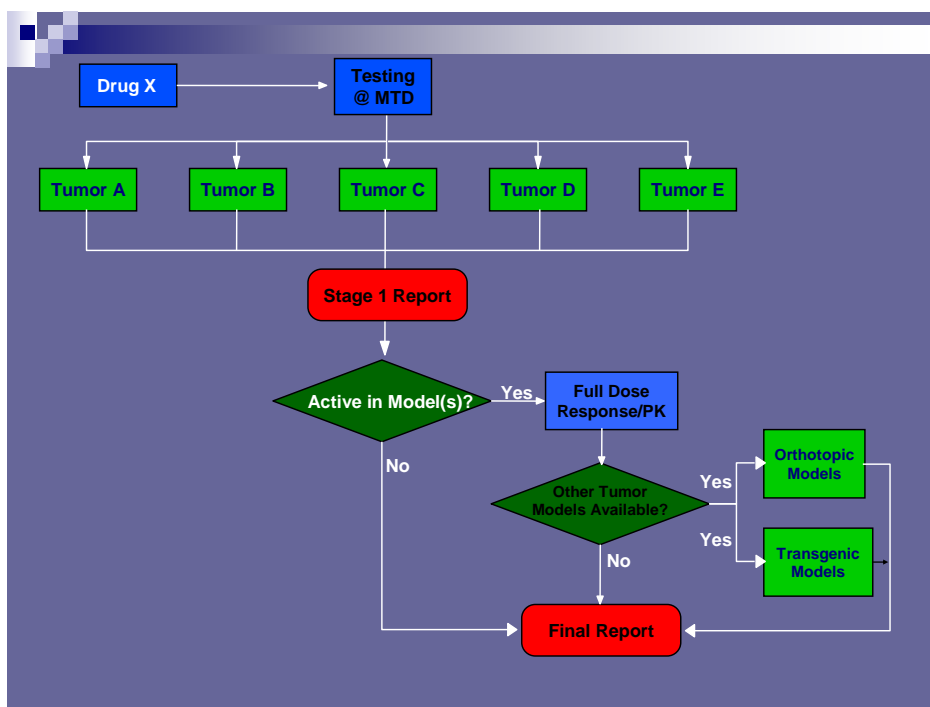 Drug X
Testing
@ MTD
Tumor A
Tumor B
Tumor C
Tumor D
Tumor E
Stage 1 Report
Active in Model(s)?
Yes
Full Dose
Response/PK
No
Other Tumor
Models Available?
Yes
Orthotopic
Models
Yes
Transgenic
Models
No
Final Report